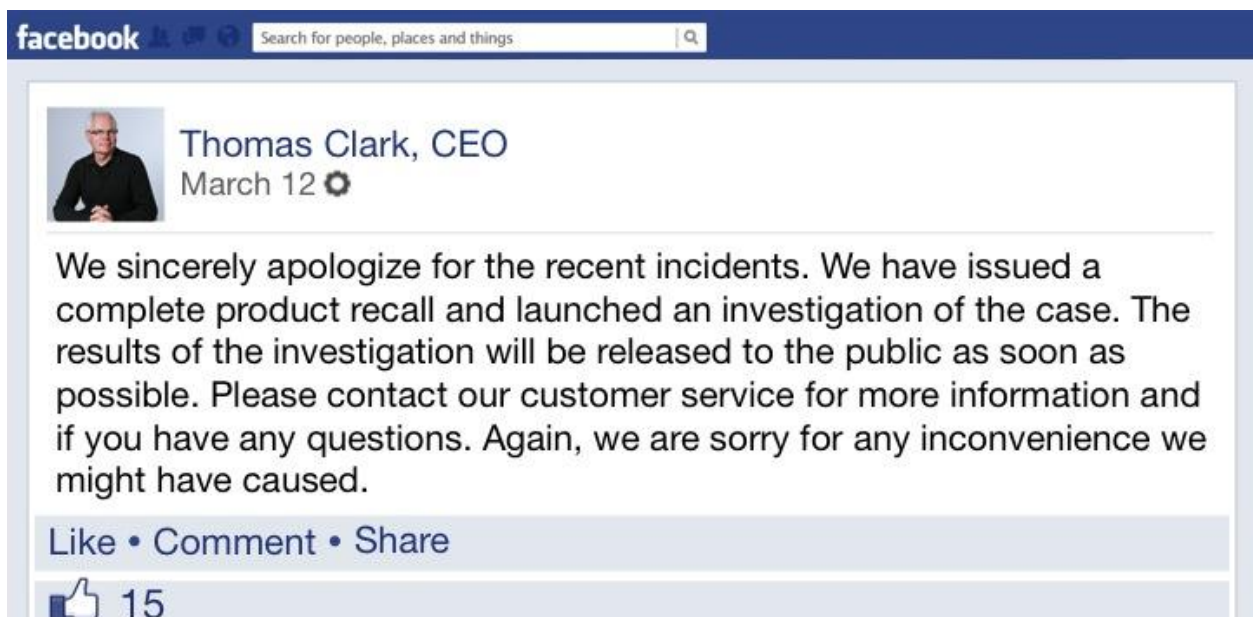 facebook Search for people, places and things
Thomas Clark, CEO
March 12
We sincerely apologize for the recent incidents. We have issued a
complete product recall and launched an investigation of the case. The
results of the investigation will be released to the public as soon as
possible. Please contact our customer service for more information and
if you have any questions. Again, we are sorry for any inconvenience we
might have caused.
Like • Comment • Share
15